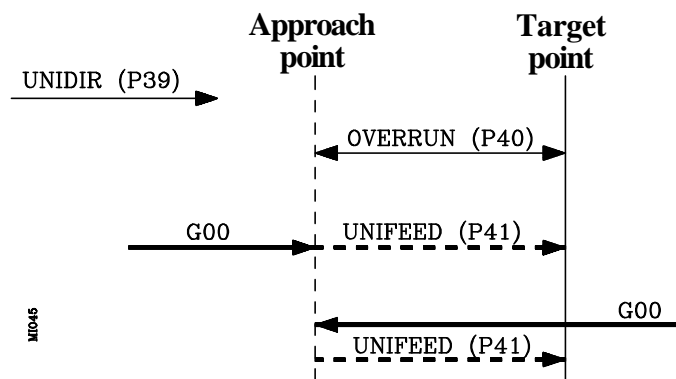 Approach
point
Target
point
UNIDIR (P39)
OVERRUN (P40)
G00
UNIFEED (P41)
G00
UNIFEED (P41)
MI045